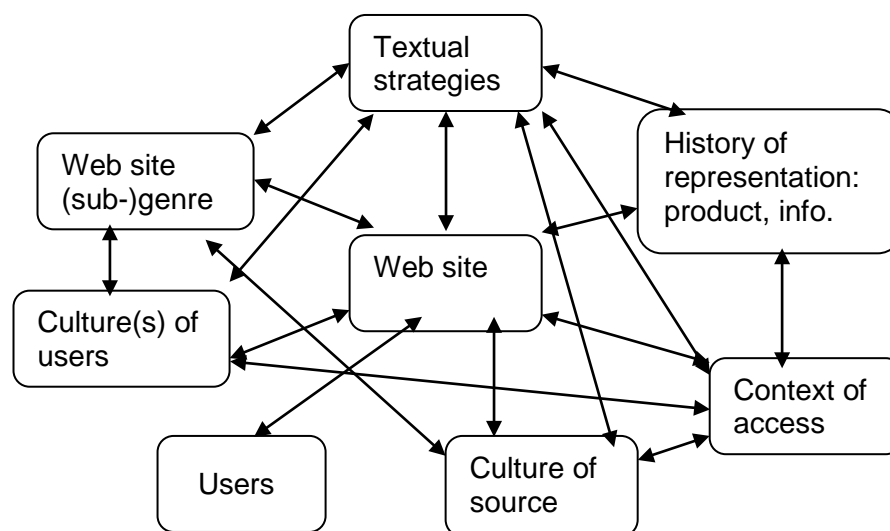 Textual
strategies
Web site
(sub-)genre
History of
representation:
product, info.
Web site
Culture(s) of
users
Context of
access
Users
Culture of
source